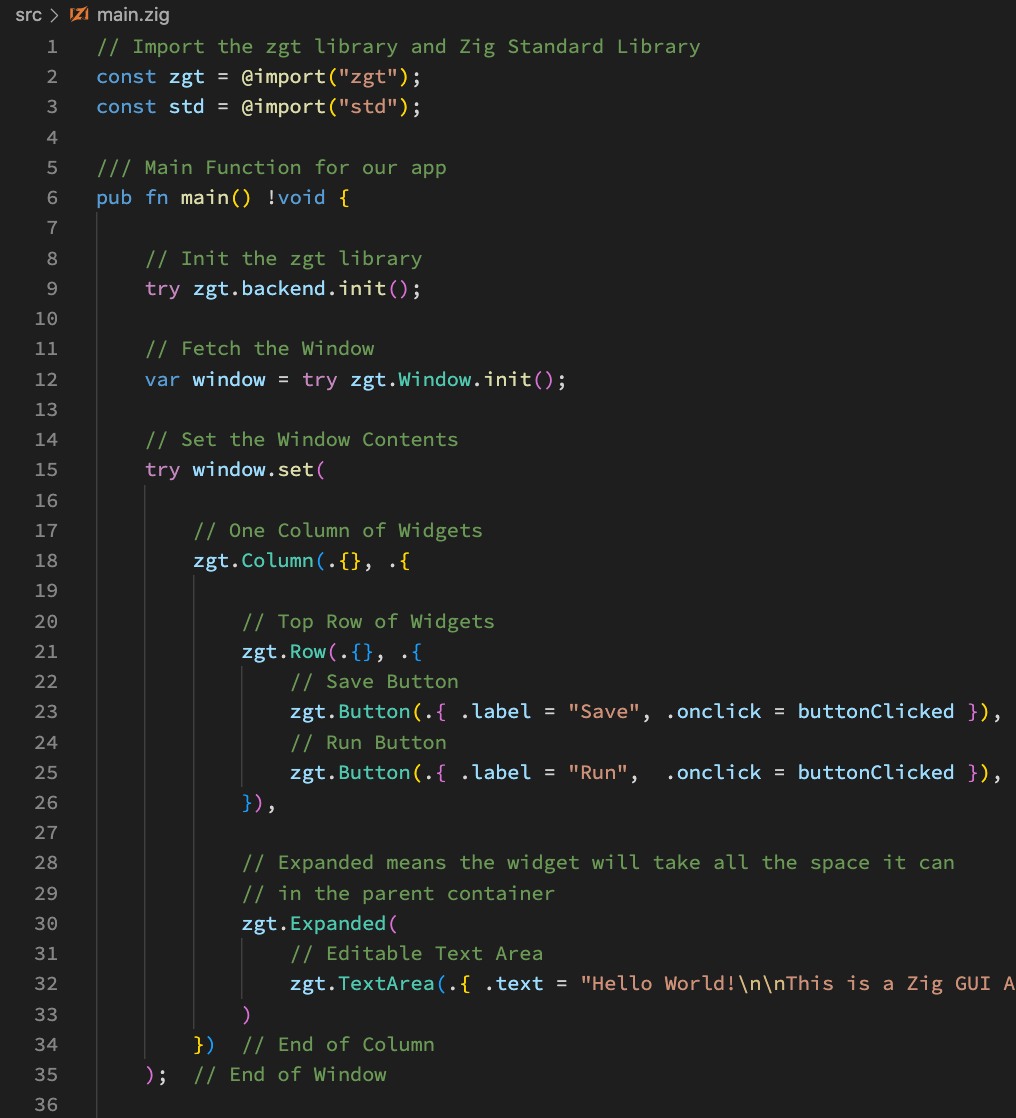 src > main.zig
1 // Import the zgt library and Zig Standard Library
2 const zgt = @import("zgt");
3 const std = @import("std");
4
5 /// Main Function for our app
6 pub fn main() !void {
7
8 // Init the zgt library
9 try zgt.backend.init();
10
11 // Fetch the Window
12 var window = try zgt.Window.init();
13
14 // Set the Window Contents
15 try window.set(
16
17 // One Column of Widgets
18 zgt.Column(.{}, .{
19
20 // Top Row of Widgets
21 zgt.Row(.{}, .{
22 // Save Button
23 zgt.Button(.{ .label = "Save", .onclick = buttonClicked }),
24 // Run Button
25 zgt.Button(.{ .label = "Run",  .onclick = buttonClicked }),
26 }),
27
28 // Expanded means the widget will take all the space it can
29 // in the parent container
30 zgt.Expanded(
31 // Editable Text Area
32 zgt.TextArea(.{ .text = "Hello World!\n\nThis is a Zig GUI A
33 )
34 })  // End of Column
35 );  // End of Window
36